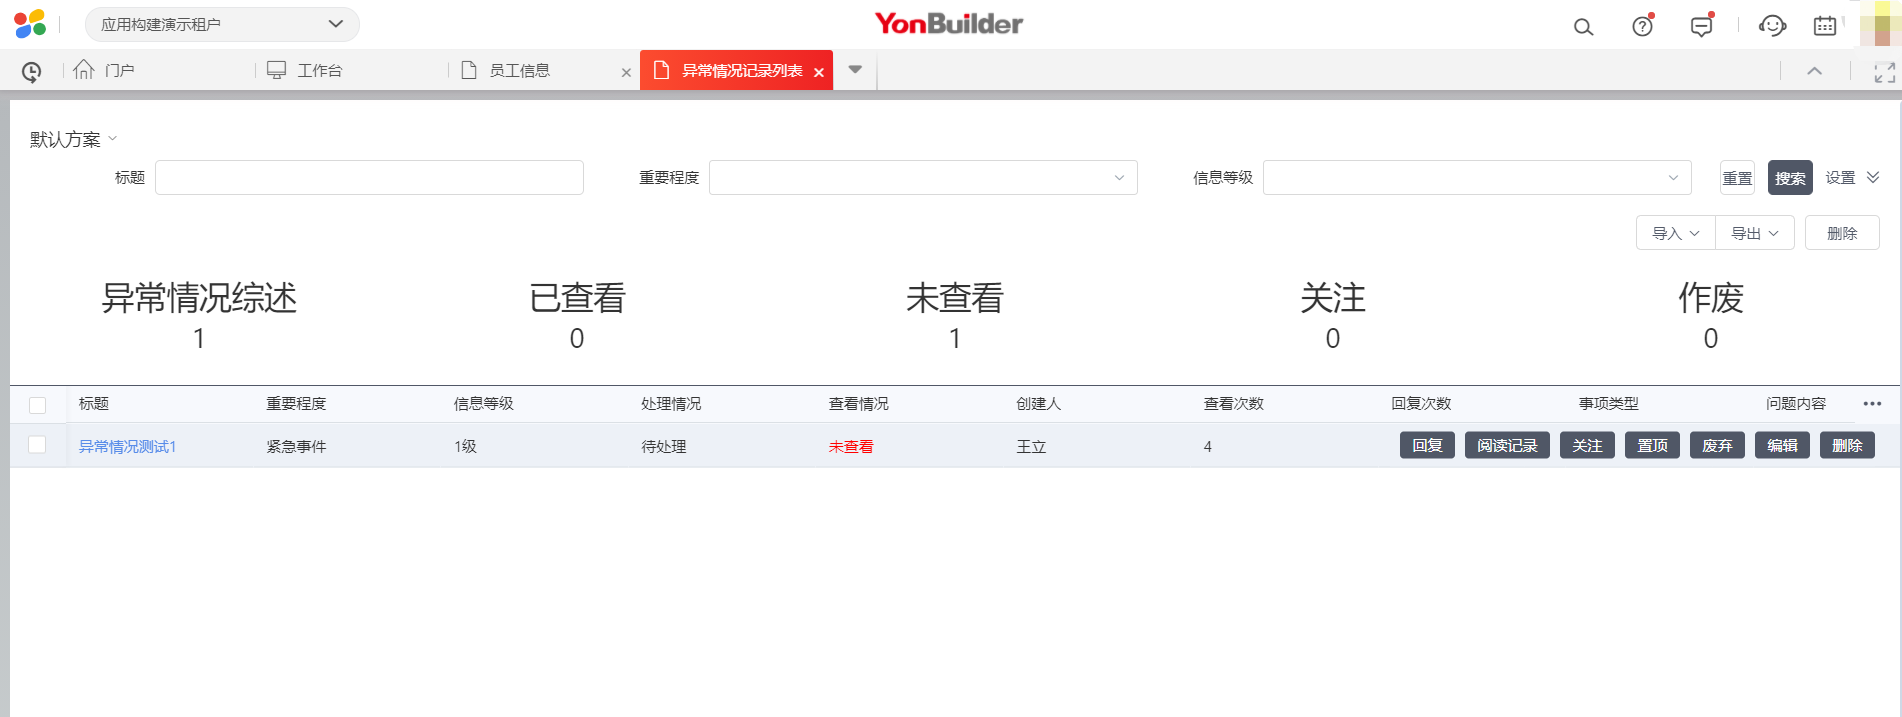 应用构建演示租户
YonBuilder
门户 工作台 员工信息 异常情况记录列表
默认方案
标题 重要程度 信息等级 重置 搜索 设置
导入 导出 删除
异常情况综述 已查看 未查看 关注 作废
1 0 1 0 0
标题 重要程度 信息等级 处理情况 查看情况 创建人 查看次数 回复次数 事项类型 问题内容
异常情况测试1 紧急事件 1级 待处理 未查看 王立 4 回复 阅读记录 关注 置顶 废弃 编辑 删除